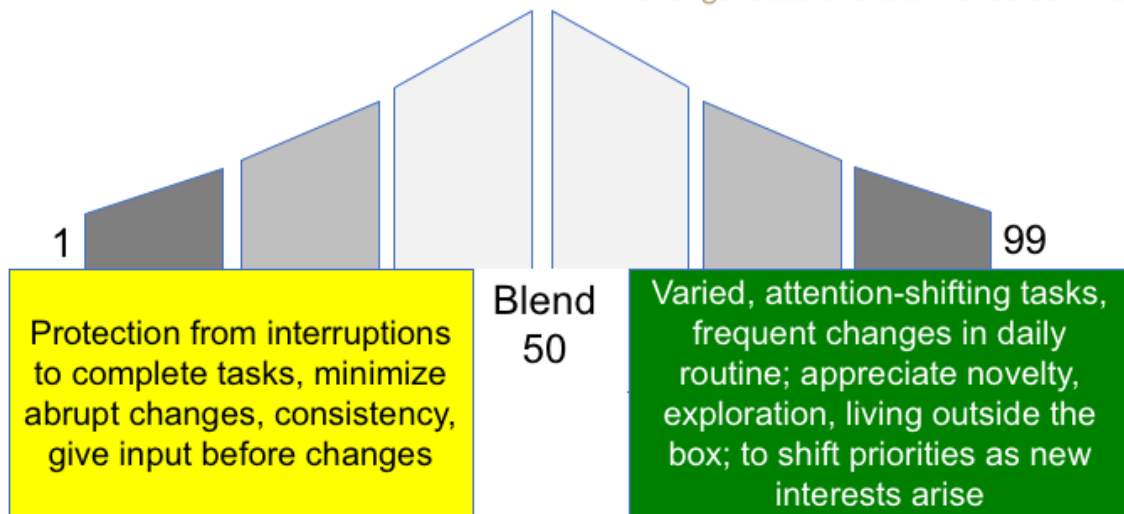 1
99
Protection from interruptions
to complete tasks, minimize
abrupt changes, consistency,
give input before changes
Blend
50
Varied, attention-shifting tasks,
frequent changes in daily
routine; appreciate novelty,
exploration, living outside the
box; to shift priorities as new
interests arise